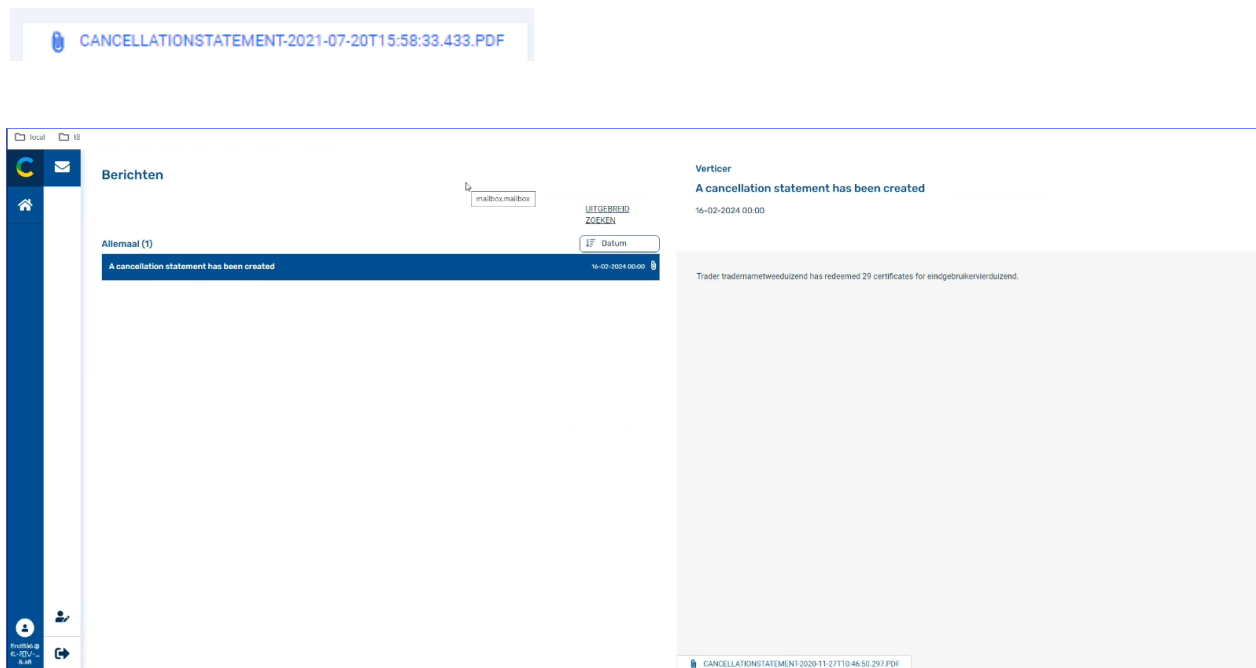 CANCELLATIONSTATEMENT-2021-07-20T15:58:33.433.PDF
local t8
Berichten
mailbox.mailbox
UITGEBREID
ZOEKEN
Allemaal (1)
Datum
A cancellation statement has been created 16-02-2024 00:00
Verticer
A cancellation statement has been created
16-02-2024 00:00
Trader tradernametweeduizend has redeemed 29 certificates for eindgebruikervierduizend.
CANCELLATIONSTATEMENT-2020-11-27T10:46:50.297.PDF